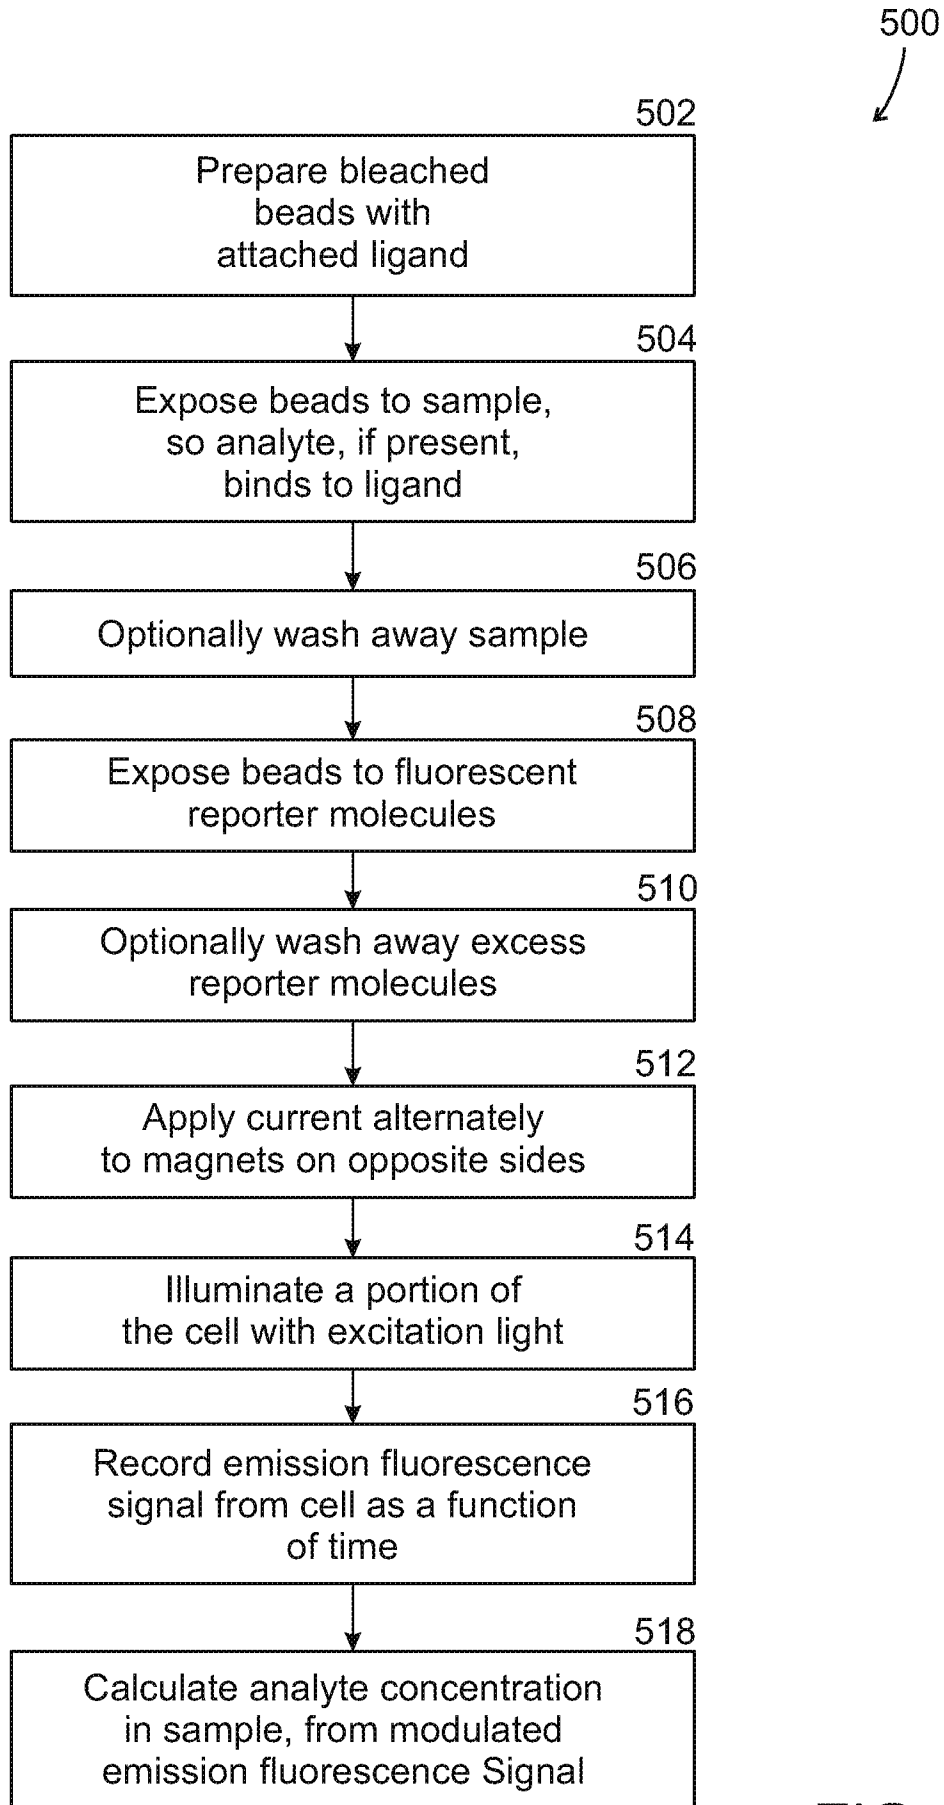 500
502
Prepare bleached
beads with
attached ligand
504
Expose beads to sample,
so analyte, if present,
binds to ligand
506
Optionally wash away sample
508
Expose beads to fluorescent
reporter molecules
510
Optionally wash away excess
reporter molecules
512
Apply current alternately
to magnets on opposite sides
514
Illuminate a portion of
the cell with excitation light
516
Record emission fluorescence
signal from cell as a function
of time
518
Calculate analyte concentration
in sample, from modulated
emission fluorescence Signal